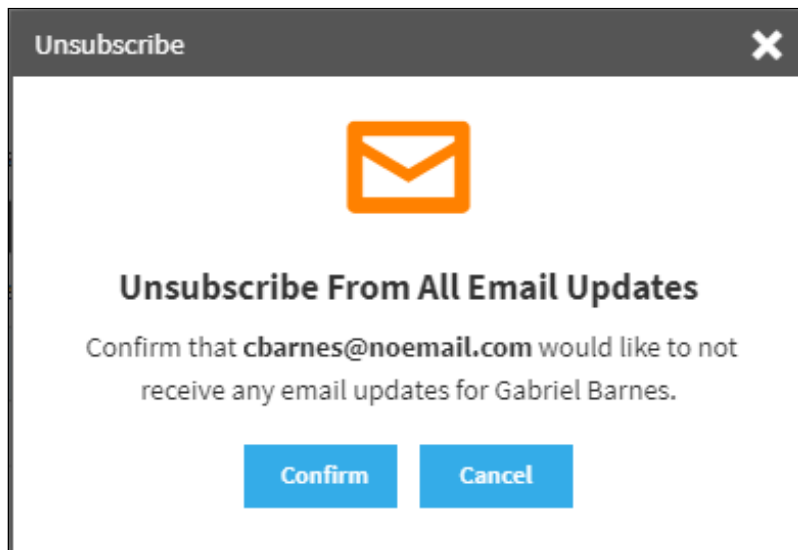 Unsubscribe
Unsubscribe From All Email Updates
Confirm that cbarnes@noemail.com would like to not
receive any email updates for Gabriel Barnes.
Confirm Cancel